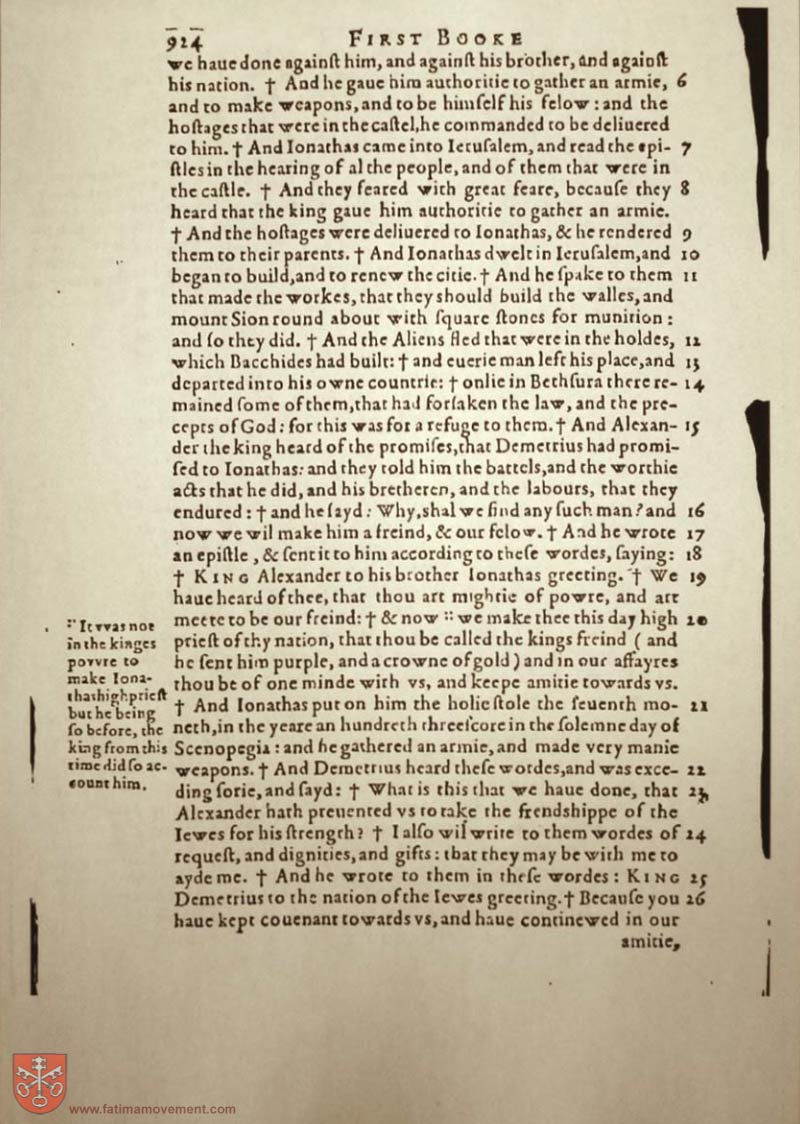 924 FIRST BOOKE
we haue done againſt him, and againſt his brother, and againſt
his nation. † And he gaue him authoritie to gather an armie, 6
and to make weapons, and to be himſelf his felow: and the
hoſtages that were in the caſtel, he commanded to be deliuered
to him. † And Ionathas came into Ieruſalem, and read the epi- 7
ſtles in the hearing of al the people, and of them that were in
the caſtle. † And they feared with great feare, becauſe they 8
heard that the king gaue him authoritie to gather an armie.
† And the hoſtages were deliuered to Ionathas, & he rendered 9
them to their parents. † And Ionathas dwelt in Ieruſalem, and 10
began to build, and to renew the citie. † And he ſpake to them 11
that made the workes, that they should build the walles, and
mount Sion round about with ſquare ſtones for munition:
and ſo they did. † And the Aliens fled that were in the holdes, 12
which Bacchides had built: † and euerie man left his place, and 13
departed into his owne countrie: † onlie in Bethſura there re- 14
mained ſome of them, that had forſaken the law, and the pre-
cepts of God: for this was for a refuge to them. † And Alexan- 15
der the king heard of the promiſes, that Demetrius had promi-
ſed to Ionathas: and they told him the battels, and the worthie
acts that he did, and his bretheren, and the labours, that they
endured: † and he ſayd: Why, shal we find any ſuch man? and 16
now we wil make him a freind, & our felow. † And he wrote 17
an epiſtle, & ſent it to him according to theſe wordes, ſaying: 18
† KING Alexander to his brother Ionathas greeting. † We 19
haue heard of thee, that thou art mightie of powre, and art
meete to be our freind: † & now :: we make thee this day high 20
prieſt of thy nation, that thou be called the kings freind (and
he ſent him purple, and a crowne of gold) and in our affayres
thou be of one minde with vs, and keepe amitie towards vs.
† And Ionathas put on him the holie ſtole the ſeuenth mo- 21
neth, in the yeare an hundreth threeſcore in the ſolemne day of
Scenopegia: and he gathered an armie, and made very manie
weapons. † And Demetrius heard theſe wordes, and was exce- 22
ding ſorie, and ſayd: † What is this that we haue done, that 23
Alexander hath preuented vs to take the frendshippe of the
Iewes for his ſtrength? † I alſo wil write to them wordes of 24
requeſt, and dignities, and gifts: that they may be with me to
ayde me. † And he wrote to them in theſe wordes: KING 25
Demetrius to the nation of the Iewes greeting. † Becauſe you 26
haue kept couenant towards vs, and haue continewed in our
amitie,
:: It vvas not
in the kinges
povvre to
make Iona-
thas high prieſt
but he being
ſo before, the
king from this
time did ſo ac-
count him.
www.fatimamovement.com